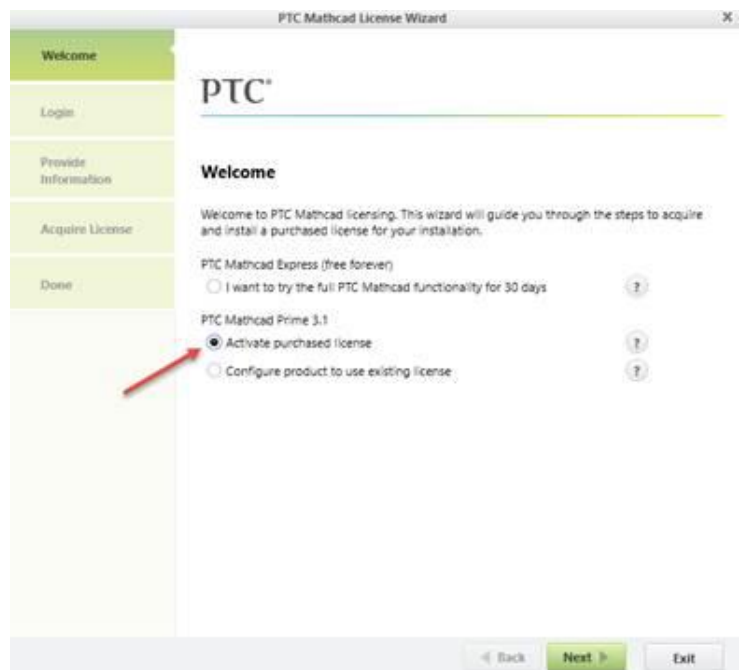 PTC Mathcad License Wizard
X
Welcome
Login
Provide
Information
Acquire License
Done
PTC®
Welcome
Welcome to PTC Mathcad licensing. This wizard will guide you through the steps to acquire
and install a purchased license for your installation.
PTC Mathcad Express (free forever)
I want to try the full PTC Mathcad functionality for 30 days ?
PTC Mathcad Prime 3.1
Activate purchased license ?
Configure product to use existing license ?
Back Next Exit